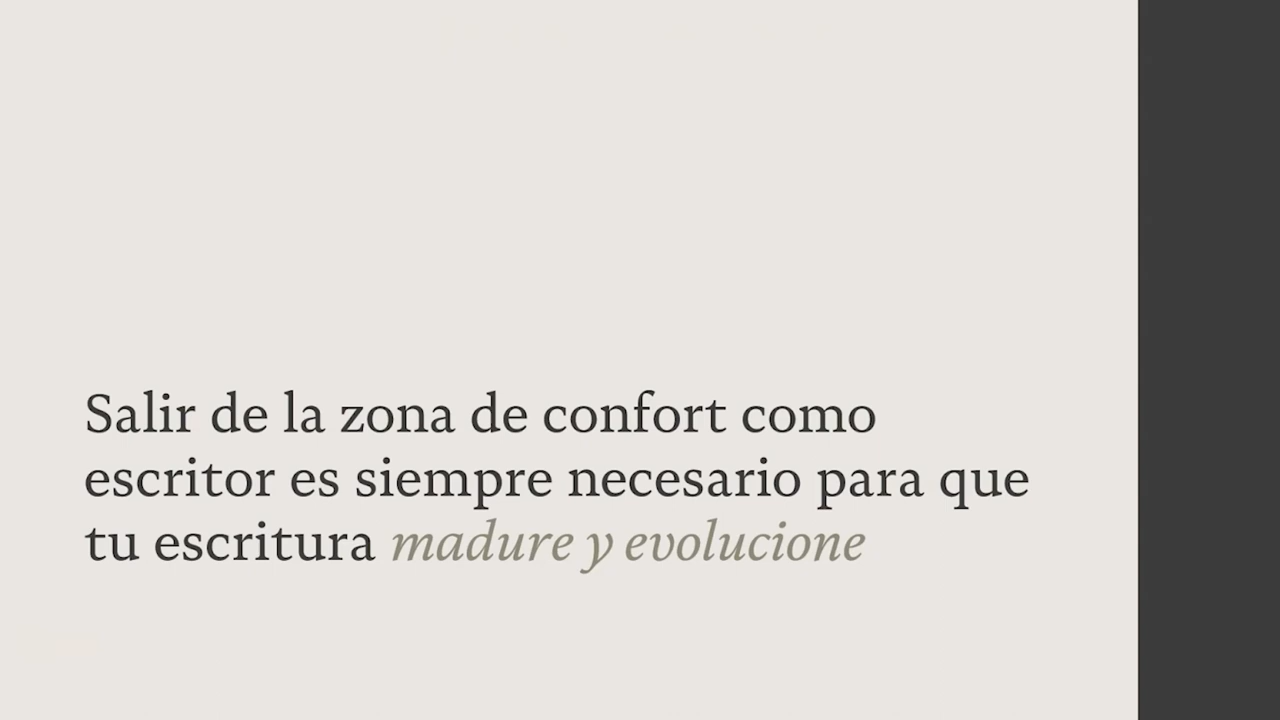 Salir de la zona de confort como
escritor es siempre necesario para que
tu escritura madure y evolucione